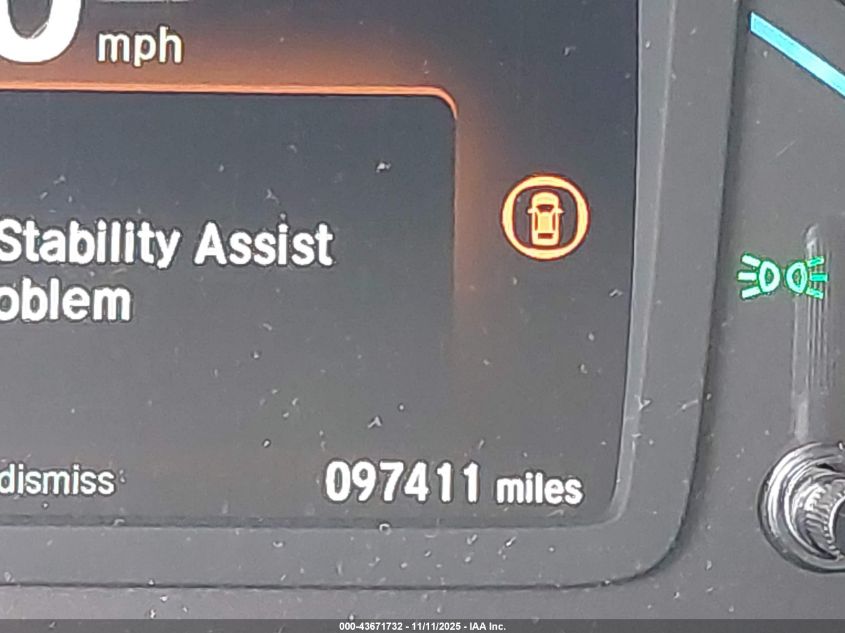 mph
Stability Assist
oblem
dismiss
097411 miles
000-43671732 - 11/11/2025 - IAA Inc.